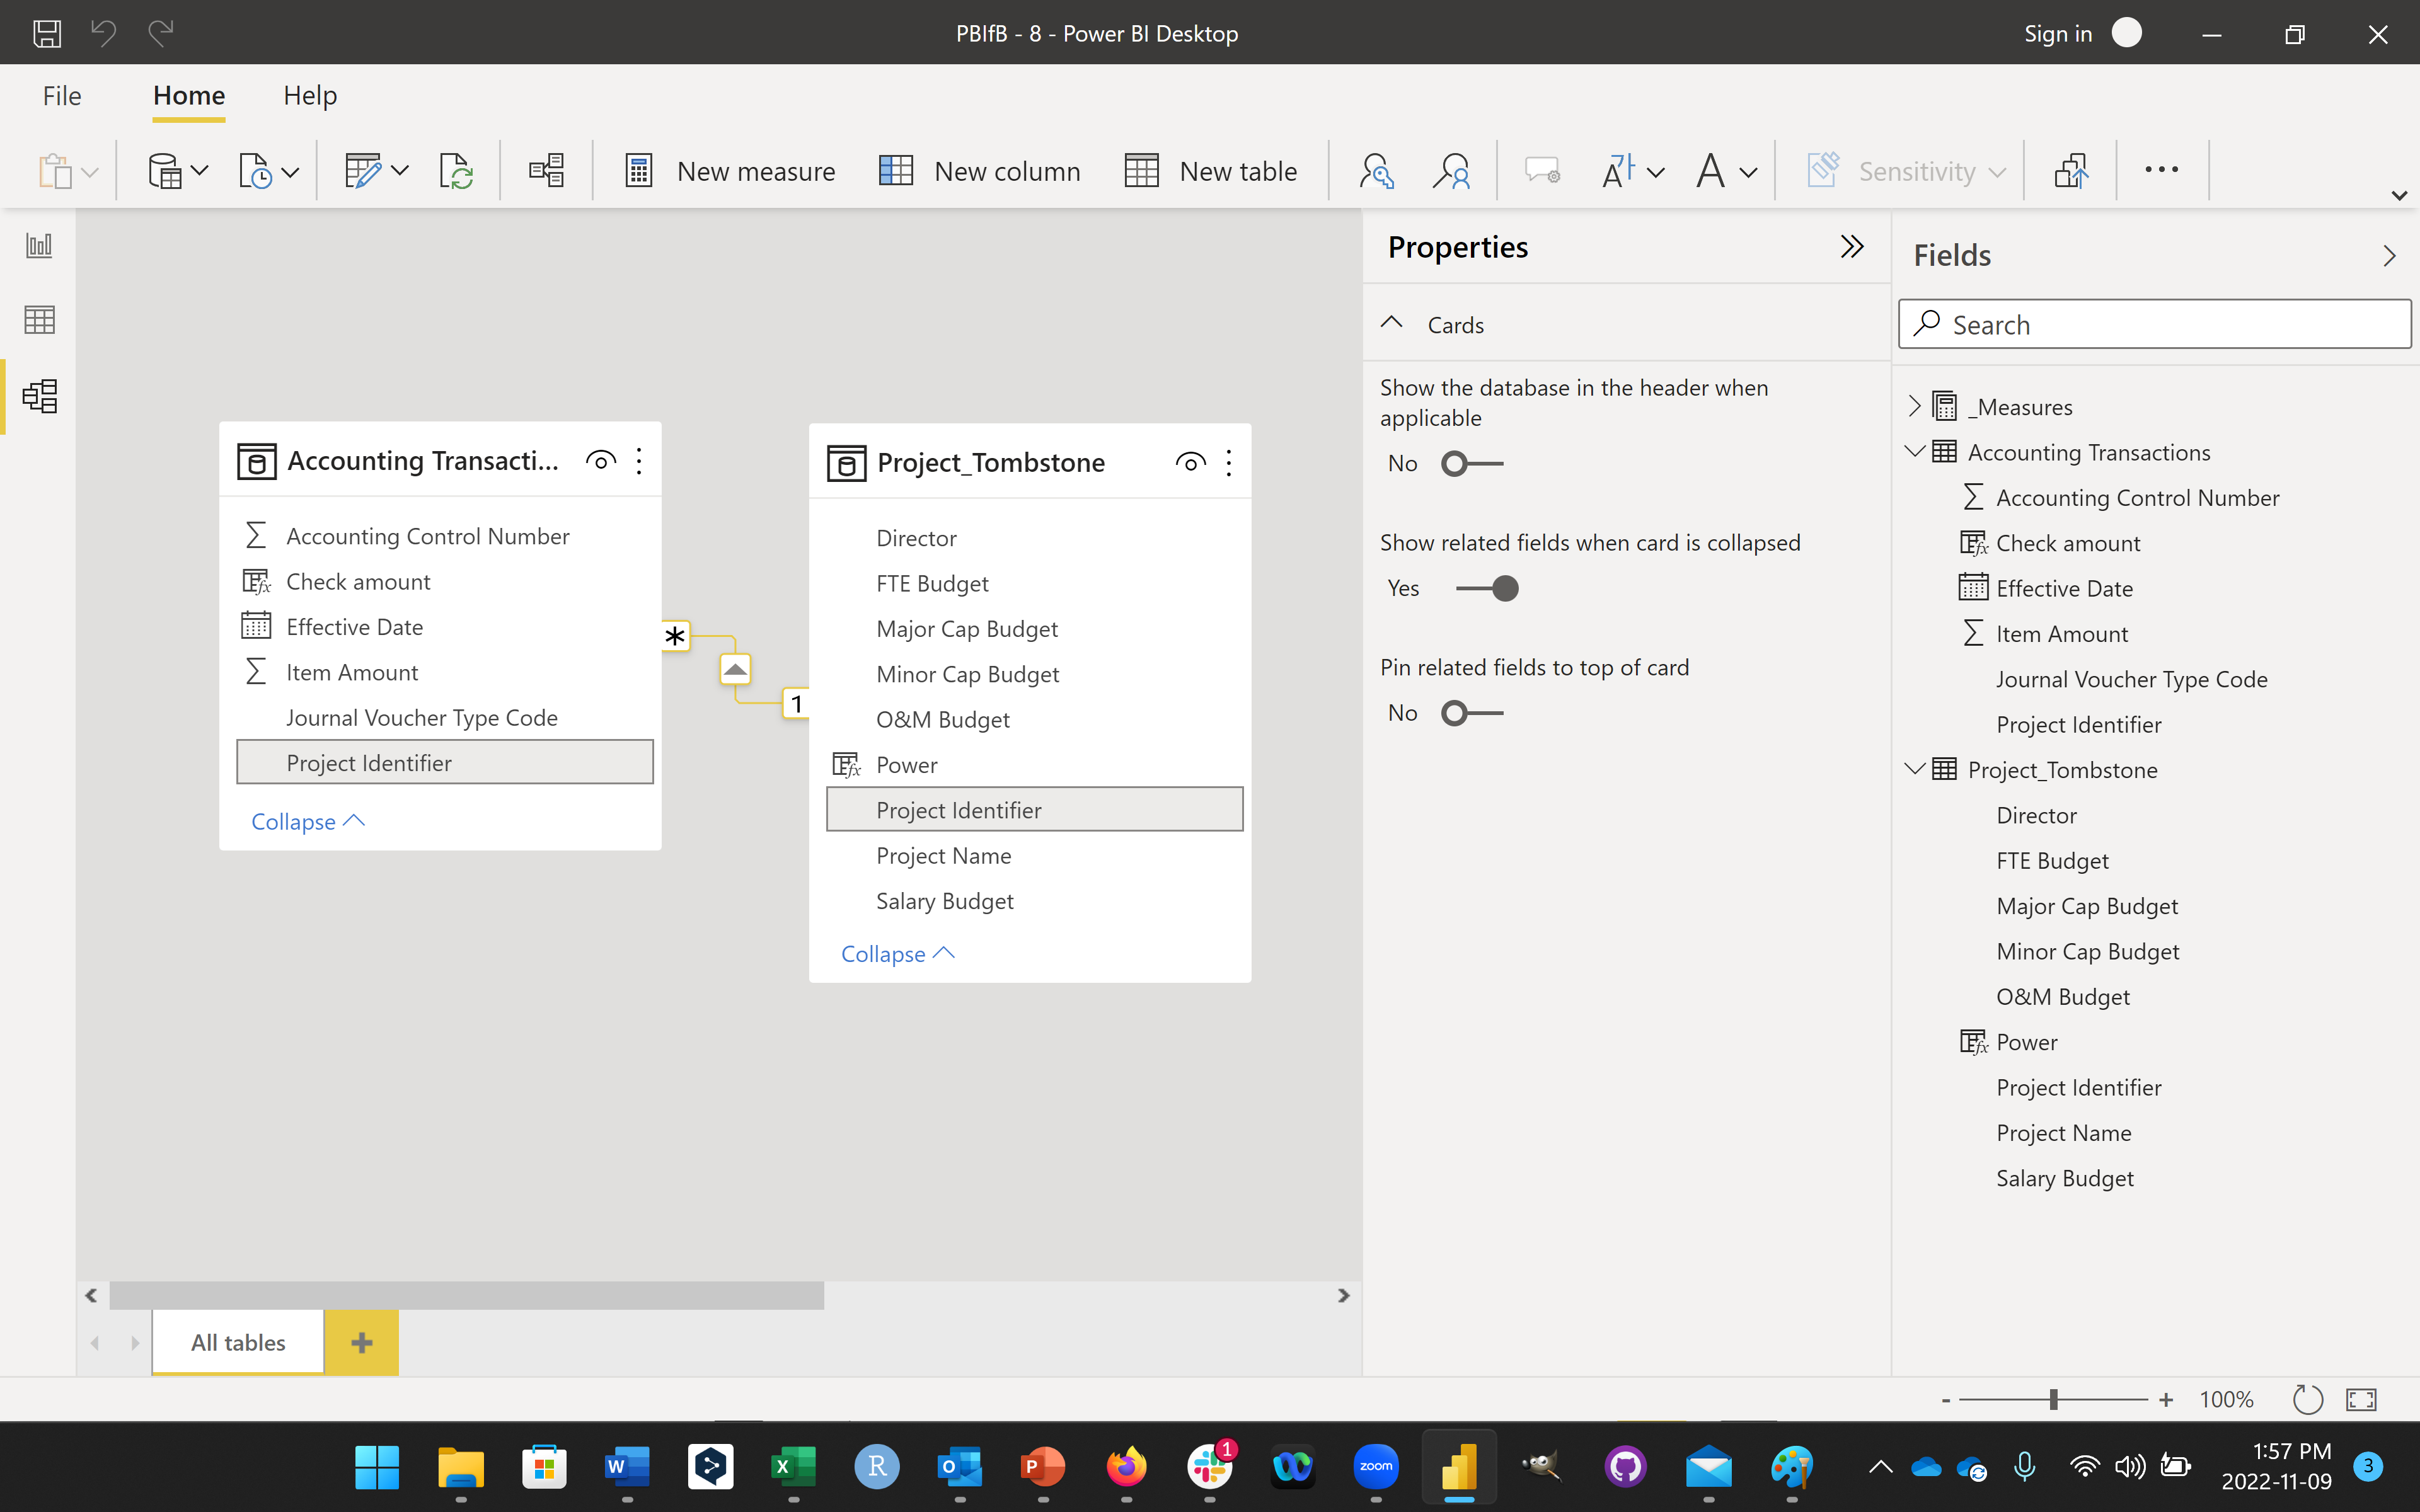 PBIfB - 8 - Power BI Desktop
Sign in
File Home Help
New measure
New column
New table
Sensitivity
Accounting Transacti...
Accounting Control Number
Check amount
Effective Date
Item Amount
Journal Voucher Type Code
Project Identifier
Collapse
*
1
Project_Tombstone
Director
FTE Budget
Major Cap Budget
Minor Cap Budget
O&M Budget
Power
Project Identifier
Project Name
Salary Budget
Collapse
Properties
Cards
Show the database in the header when
applicable
No
Show related fields when card is collapsed
Yes
Pin related fields to top of card
No
Fields
Search
_Measures
Accounting Transactions
Accounting Control Number
Check amount
Effective Date
Item Amount
Journal Voucher Type Code
Project Identifier
Project_Tombstone
Director
FTE Budget
Major Cap Budget
Minor Cap Budget
O&M Budget
Power
Project Identifier
Project Name
Salary Budget
All tables
- + 100%
W
X
R
O
P
1
zoom
1:57 PM
2022-11-09
3